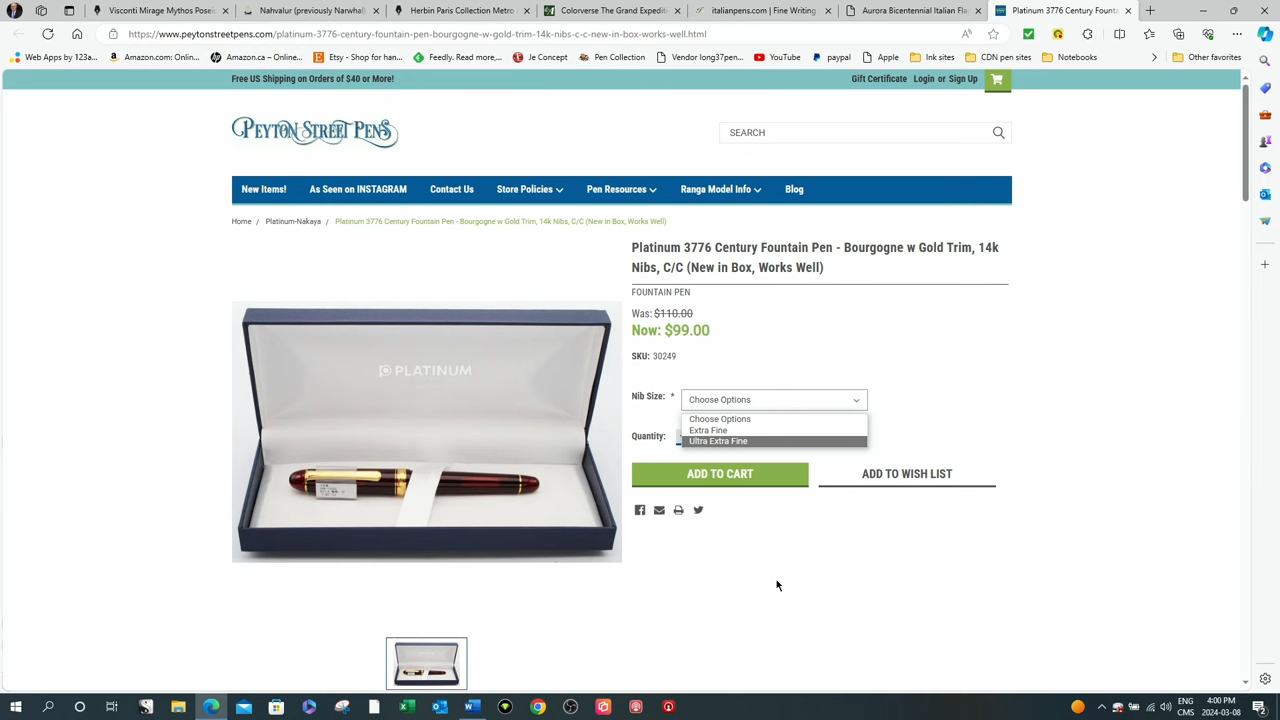 Visconti Mirage Mythos Poseid
Nahvalur (previously Narwhal)
Herbin Paris Collection Metro
Colorverse The Grand Expediti
italianpens.com | Fine Writing
Aurora Bicentennial Italian Fla
Platinum 3776 Century Fountai
https://www.peytonstreetpens.com/platinum-3776-century-fountain-pen-bourgogne-w-gold-trim-14k-nibs-c-c-new-in-box-works-well.html
Web Apps by 123a... Amazon.com: Onlin... Amazon.ca – Onlin... Etsy - Shop for han... Feedly. Read more,... Je Concept Pen Collection Vendor long37pen... YouTube paypal Apple Ink sites CDN pen sites Notebooks Other favorites
Free US Shipping on Orders of $40 or More!
Gift Certificate Login or Sign Up
PEYTON STREET PENS
SEARCH
New Items! As Seen on INSTAGRAM Contact Us Store Policies Pen Resources Ranga Model Info Blog
Home / Platinum-Nakaya / Platinum 3776 Century Fountain Pen - Bourgogne w Gold Trim, 14k Nibs, C/C (New in Box, Works Well)
Platinum 3776 Century Fountain Pen - Bourgogne w Gold Trim, 14k
Nibs, C/C (New in Box, Works Well)
FOUNTAIN PEN
Was: $110.00
Now: $99.00
SKU: 30249
PLATINUM
Nib Size: * Choose Options
Choose Options
Extra Fine
Ultra Extra Fine
Quantity:
ADD TO CART
ADD TO WISH LIST
ENG
CMS
4:00 PM
2024-03-08
2